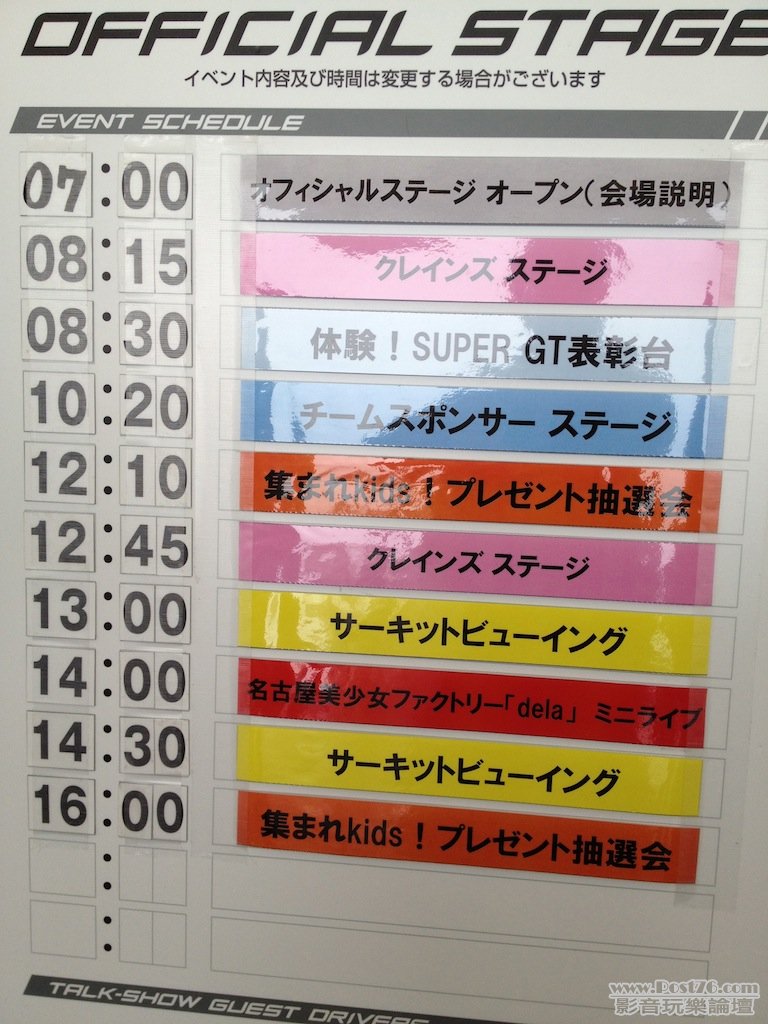 OFFICIAL STAGE
イベント内容及び時間は変更する場合がございます
EVENT SCHEDULE
07:00 オフィシャルステージ オープン(会場説明)
08:15 クレインズ ステージ
08:30 体験!SUPER GT表彰台
10:20 チームスポンサー ステージ
12:10 集まれkids!プレゼント抽選会
12:45 クレインズ ステージ
13:00 サーキットビューイング
14:00 名古屋美少女ファクトリー「dela」 ミニライブ
14:30 サーキットビューイング
16:00 集まれkids!プレゼント抽選会
: 
: 
TALK-SHOW GUEST DRIVERS
www.Post76.com
影音玩樂論壇